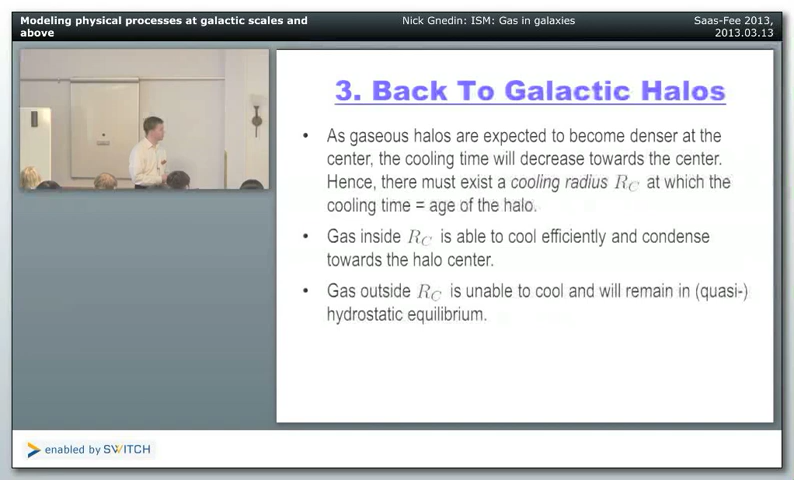 Modeling physical processes at galactic scales and
above
Nick Gnedin: ISM: Gas in galaxies
Saas-Fee 2013,
2013.03.13
3. Back To Galactic Halos
• As gaseous halos are expected to become denser at the
center, the cooling time will decrease towards the center.
Hence, there must exist a cooling radius R_C at which the
cooling time = age of the halo.
• Gas inside R_C is able to cool efficiently and condense
towards the halo center.
• Gas outside R_C is unable to cool and will remain in (quasi-)
hydrostatic equilibrium.
enabled by SWITCH